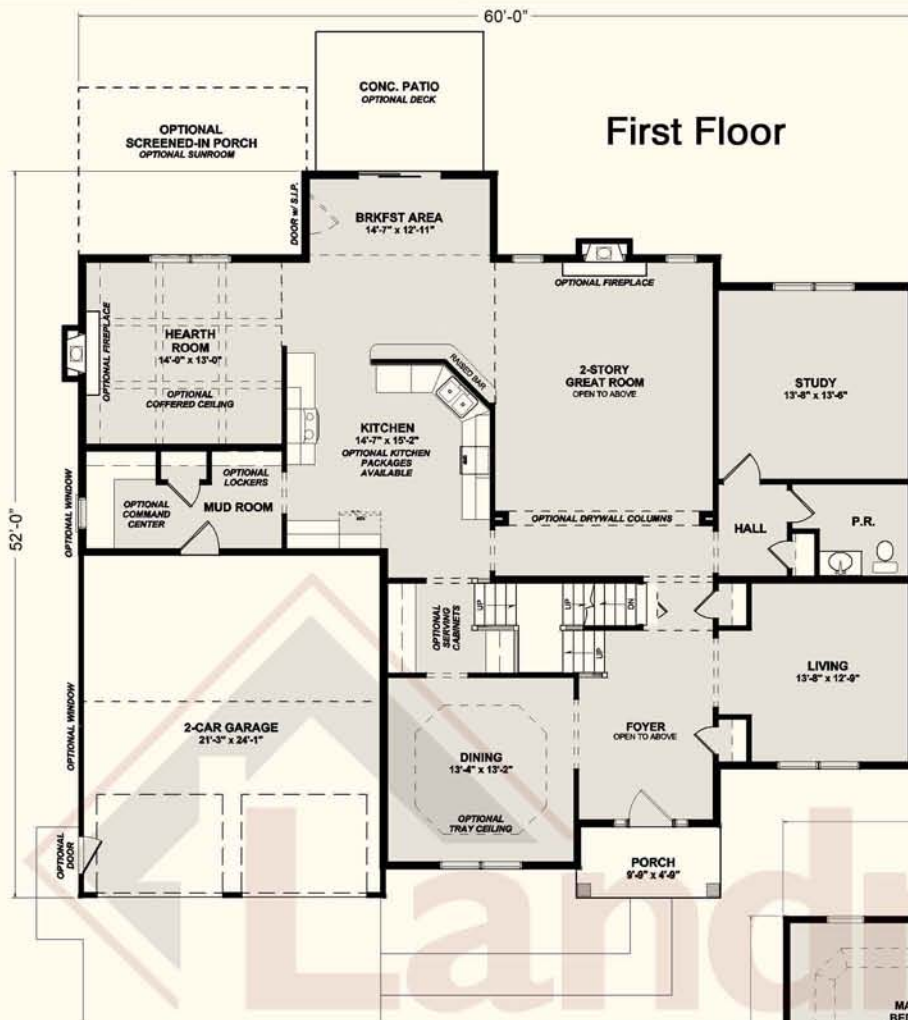 60'-0"
CONC. PATIO
OPTIONAL DECK
First Floor
OPTIONAL
SCREENED-IN PORCH
OPTIONAL SUNROOM
DOOR w/ S.I.P.
BRKFST AREA
14'-7" x 12'-11"
OPTIONAL FIREPLACE
OPTIONAL FIREPLACE
HEARTH
ROOM
14'-0" x 13'-0"
OPTIONAL
COFFERED CEILING
RAISED BAR
2-STORY
GREAT ROOM
OPEN TO ABOVE
STUDY
13'-8" x 13'-6"
KITCHEN
14'-7" x 15'-2"
OPTIONAL KITCHEN
PACKAGES
AVAILABLE
OPTIONAL
LOCKERS
OPTIONAL
COMMAND
CENTER
MUD ROOM
OPTIONAL WINDOW
52'-0"
OPTIONAL DRYWALL COLUMNS
HALL
P.R.
OPTIONAL
SERVING
CABINETS
UP
UP
DN
UP
LIVING
13'-8" x 12'-9"
OPTIONAL WINDOW
2-CAR GARAGE
21'-3" x 24'-1"
FOYER
OPEN TO ABOVE
DINING
13'-4" x 13'-2"
OPTIONAL
TRAY CEILING
OPTIONAL
DOOR
PORCH
9'-9" x 4'-9"
Land
MA
BED